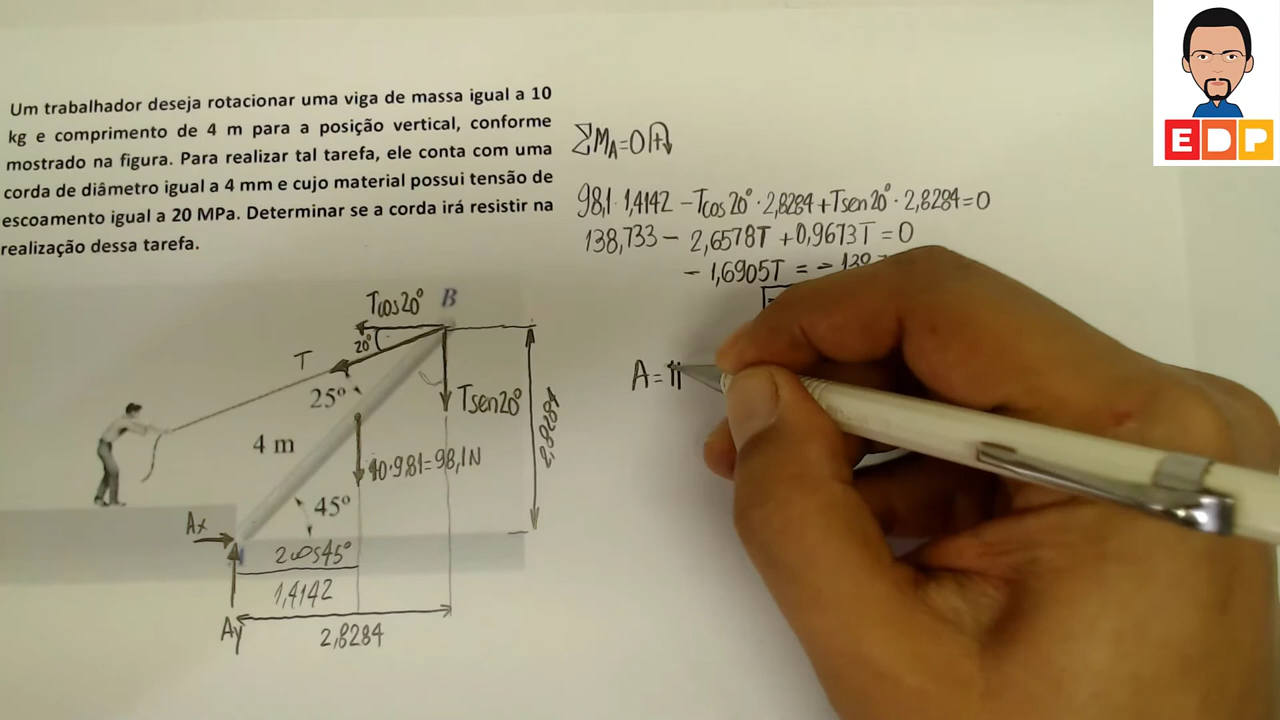 Um trabalhador deseja rotacionar uma viga de massa igual a 10
kg e comprimento de 4 m para a posição vertical, conforme
mostrado na figura. Para realizar tal tarefa, ele conta com uma
corda de diâmetro igual a 4 mm e cujo material possui tensão de
escoamento igual a 20 MPa. Determinar se a corda irá resistir na
realização dessa tarefa.
ΣMA=0
98,1·1,4142 - Tcos20°·2,8284 + Tsen20°·2,8284=0
138,733 - 2,6578T + 0,9673T = 0
- 1,6905T = -
A = π
EDP
Tcos20° B
20°
T
25°
Tsen20°
2,8284
4 m
10·9,81=98,1N
45°
Ax
2cos45°
1,4142
Ay
2,8284